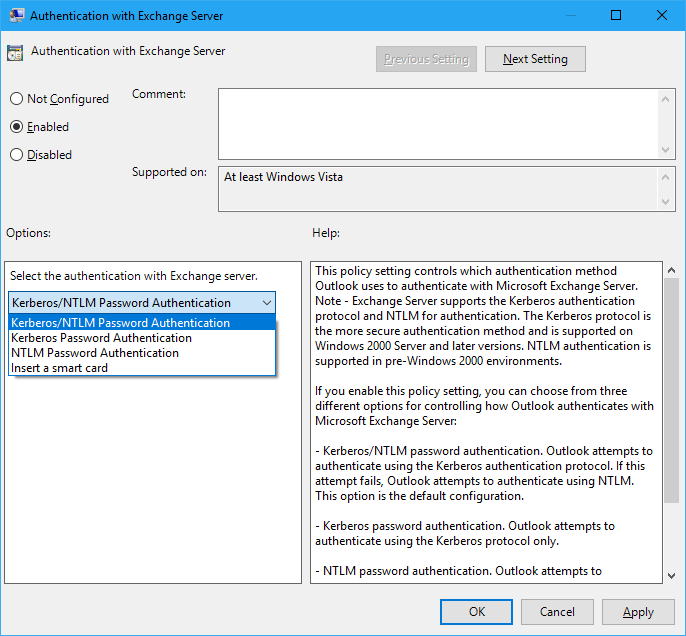 Authentication with Exchange Server
Authentication with Exchange Server
Previous Setting
Next Setting
Not Configured
Enabled
Disabled
Comment:
Supported on:
At least Windows Vista
Options:
Help:
Select the authentication with Exchange server.
Kerberos/NTLM Password Authentication
Kerberos/NTLM Password Authentication
Kerberos Password Authentication
NTLM Password Authentication
Insert a smart card
This policy setting controls which authentication method
Outlook uses to authenticate with Microsoft Exchange Server.
Note - Exchange Server supports the Kerberos authentication
protocol and NTLM for authentication. The Kerberos protocol is
the more secure authentication method and is supported on
Windows 2000 Server and later versions. NTLM authentication is
supported in pre-Windows 2000 environments.
If you enable this policy setting, you can choose from three
different options for controlling how Outlook authenticates with
Microsoft Exchange Server:
- Kerberos/NTLM password authentication. Outlook attempts to
authenticate using the Kerberos authentication protocol. If this
attempt fails, Outlook attempts to authenticate using NTLM.
This option is the default configuration.
- Kerberos password authentication. Outlook attempts to
authenticate using the Kerberos protocol only.
- NTLM password authentication. Outlook attempts to
OK
Cancel
Apply